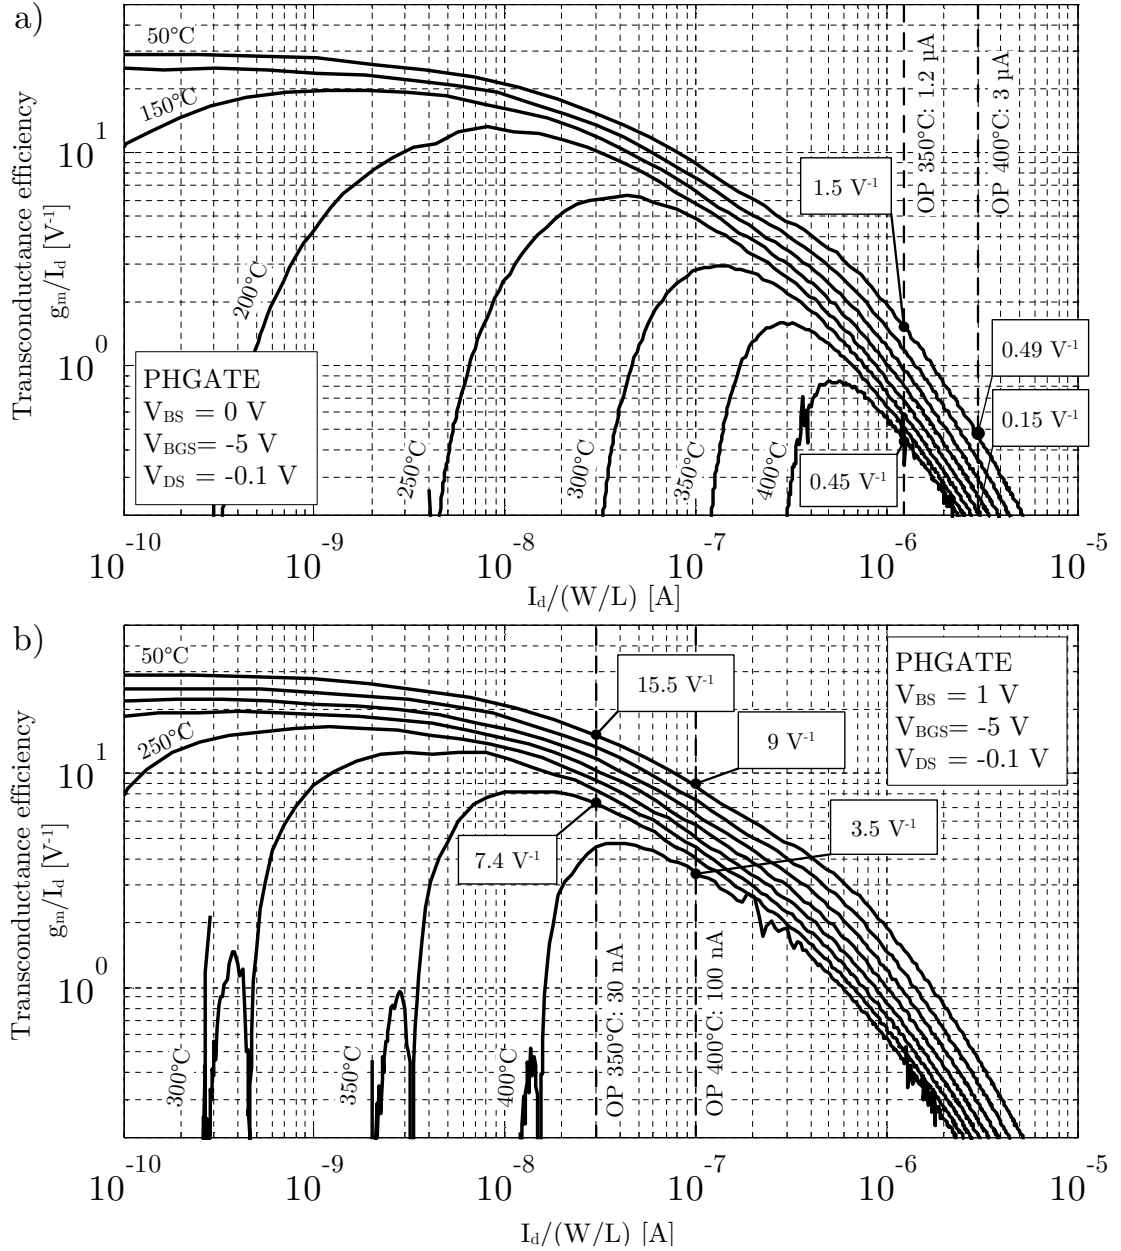 a)
Transconductance efficiency
gm/Id [V-1]
50°C
150°C
200°C
250°C
300°C
350°C
400°C
OP 350°C: 1.2 µA
OP 400°C: 3 µA
1.5 V-1
0.49 V-1
0.15 V-1
0.45 V-1
PHGATE
VBS = 0 V
VBGS= -5 V
VDS = -0.1 V
10 1
10 0
10 -10
10 -9
10 -8
10 -7
10 -6
10 -5
Id/(W/L) [A]
b)
Transconductance efficiency
gm/Id [V-1]
50°C
250°C
300°C
350°C
400°C
15.5 V-1
9 V-1
3.5 V-1
7.4 V-1
OP 350°C: 30 nA
OP 400°C: 100 nA
PHGATE
VBS = 1 V
VBGS= -5 V
VDS = -0.1 V
10 1
10 0
10 -10
10 -9
10 -8
10 -7
10 -6
10 -5
Id/(W/L) [A]